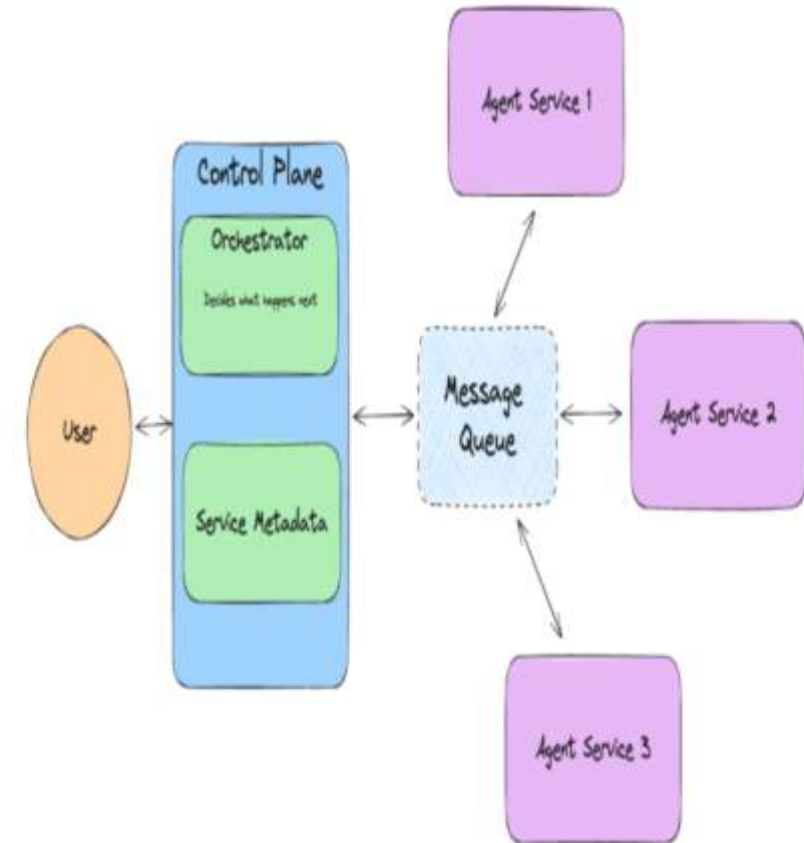 Agent Service 1
Control Plane
Orchestrator
Decides what happens next
Message
Queue
User
Agent Service 2
Service Metadata
Agent Service 3